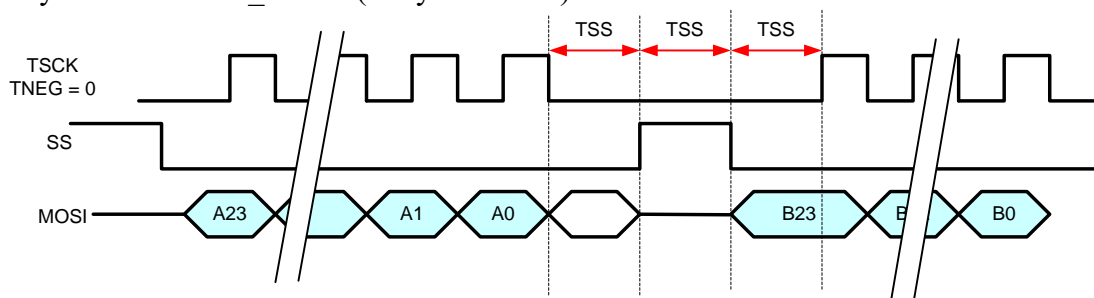 TSS TSS TSS
TSCK
TNEG = 0
SS
MOSI A23 A1 A0 B23 B0